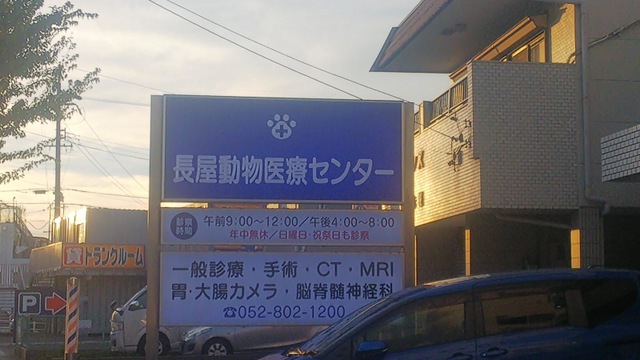 長屋動物医療センター
診察時間
午前9:00〜12:00/午後4:00〜8:00
年中無休/日曜日・祝祭日も診察
一般診療・手術・CT・MRI
胃・大腸カメラ・脳脊髄神経科
☎052-802-1200
トランクルーム
P